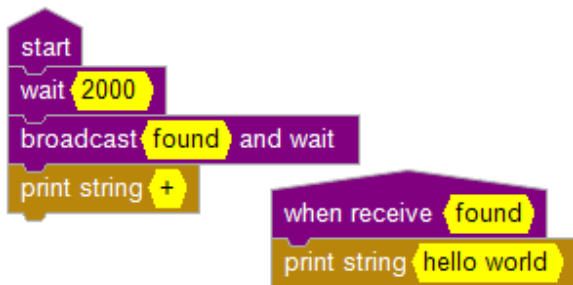 start
wait 2000
broadcast found and wait
print string +
when receive found
print string hello world